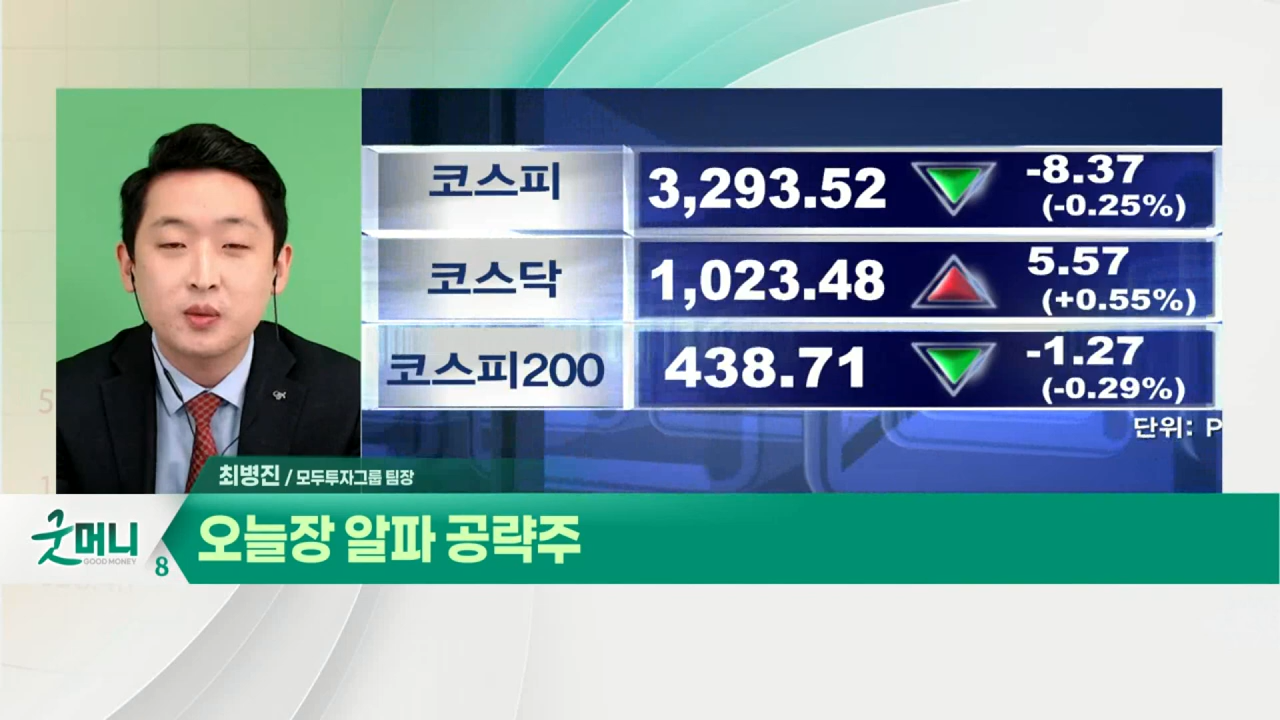 코스피 3,293.52 -8.37 (-0.25%)
코스닥 1,023.48 5.57 (+0.55%)
코스피200 438.71 -1.27 (-0.29%)
단위: P
최병진 / 모두투자그룹 팀장
굿머니 GOOD MONEY 8
오늘장 알파 공략주
5
1